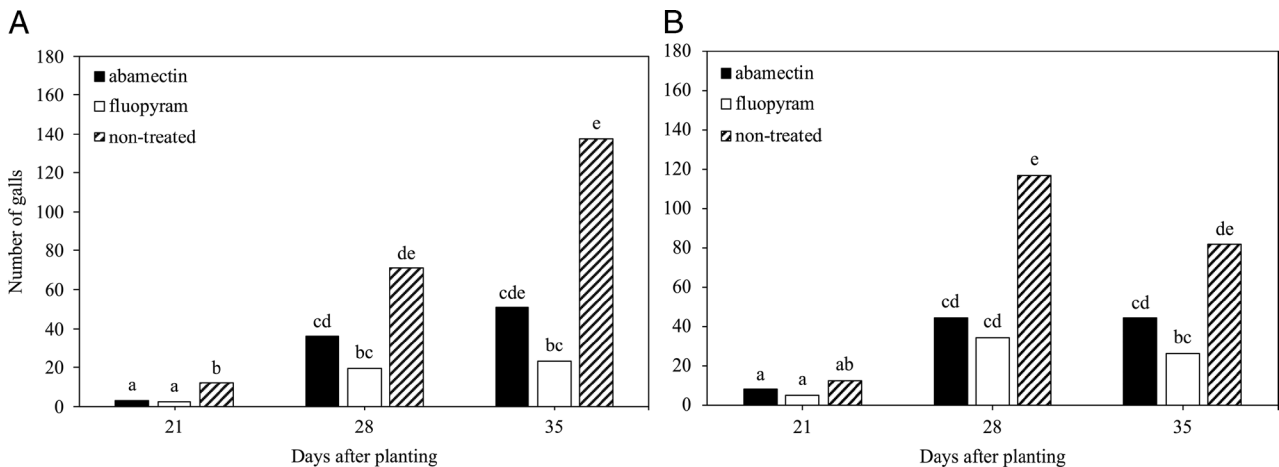 A
180
160
140
120
100
80
60
40
20
0
Number of galls
abamectin
fluopyram
non-treated
a a b
cd bc de
cde bc e
21 28 35
Days after planting
B
180
160
140
120
100
80
60
40
20
0
abamectin
fluopyram
non-treated
a a ab
cd cd e
cd bc de
21 28 35
Days after planting